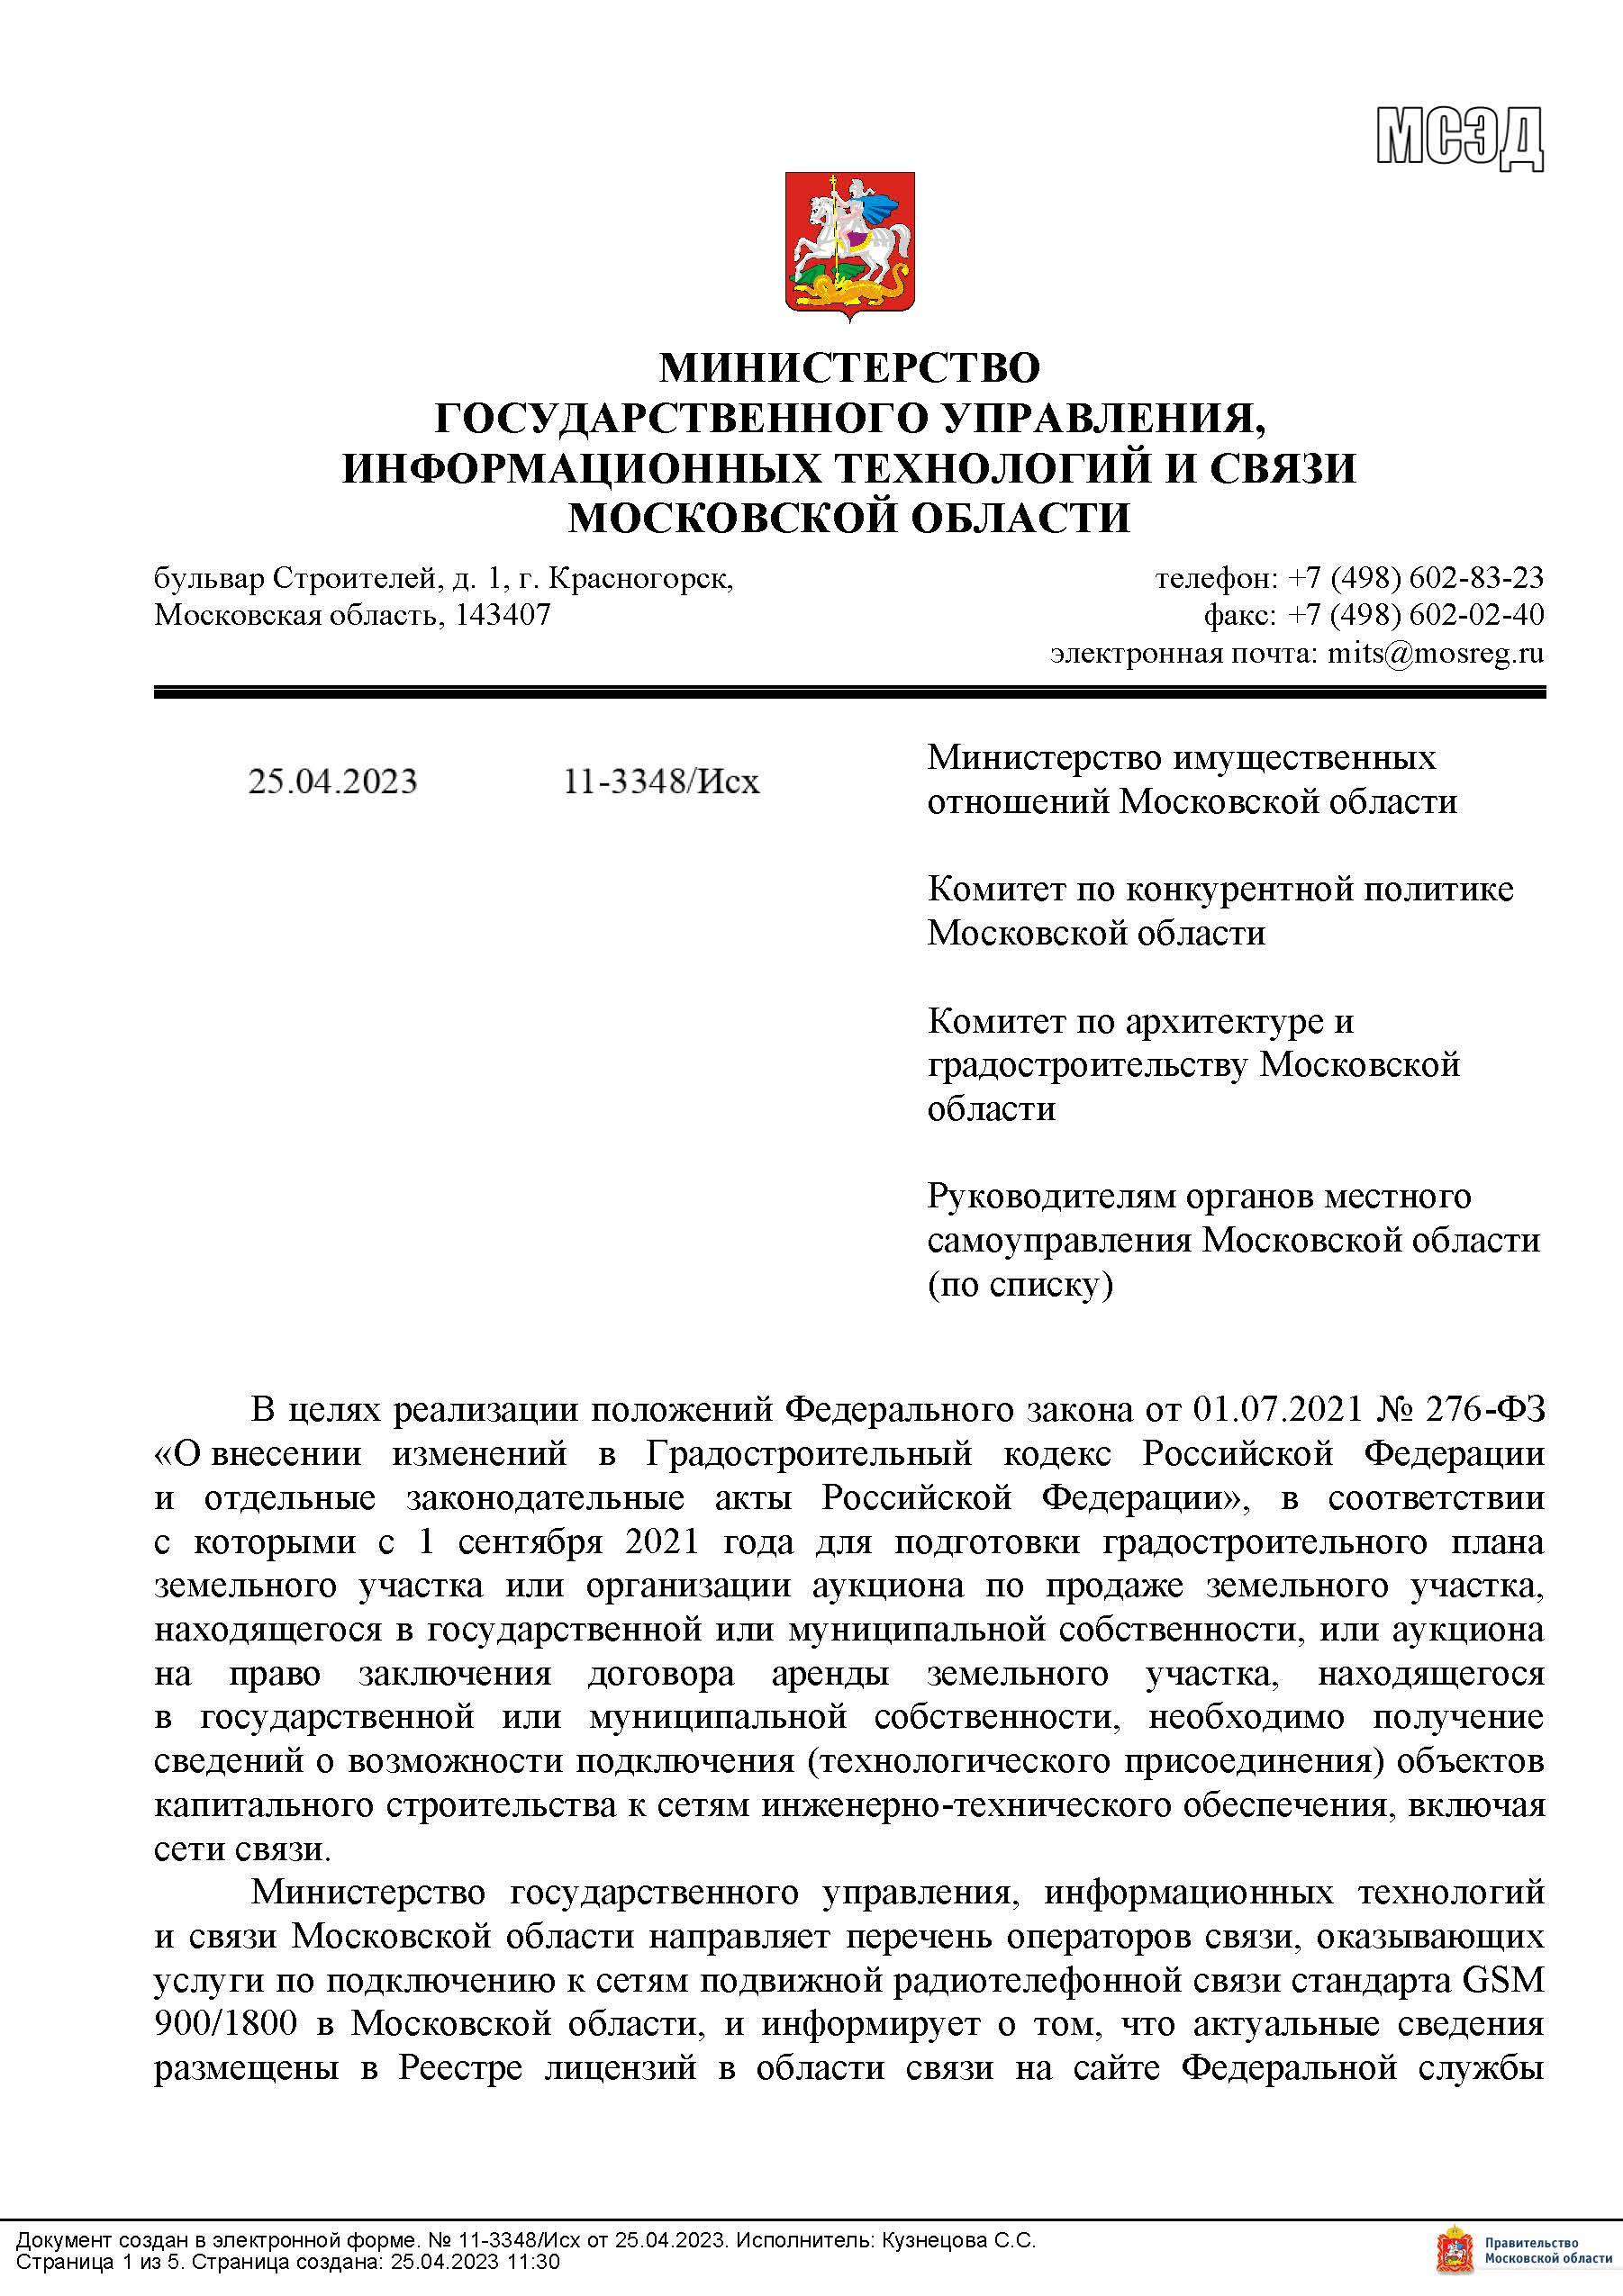 МСЭД
МИНИСТЕРСТВО
ГОСУДАРСТВЕННОГО УПРАВЛЕНИЯ,
ИНФОРМАЦИОННЫХ ТЕХНОЛОГИЙ И СВЯЗИ
МОСКОВСКОЙ ОБЛАСТИ
бульвар Строителей, д. 1, г. Красногорск,
Московская область, 143407
телефон: +7 (498) 602-83-23
факс: +7 (498) 602-02-40
электронная почта: mits@mosreg.ru
25.04.2023 11-3348/Исх
Министерство имущественных
отношений Московской области
Комитет по конкурентной политике
Московской области
Комитет по архитектуре и
градостроительству Московской
области
Руководителям органов местного
самоуправления Московской области
(по списку)
В целях реализации положений Федерального закона от 01.07.2021 № 276-ФЗ
«О внесении изменений в Градостроительный кодекс Российской Федерации
и отдельные законодательные акты Российской Федерации», в соответствии
с которыми с 1 сентября 2021 года для подготовки градостроительного плана
земельного участка или организации аукциона по продаже земельного участка,
находящегося в государственной или муниципальной собственности, или аукциона
на право заключения договора аренды земельного участка, находящегося
в государственной или муниципальной собственности, необходимо получение
сведений о возможности подключения (технологического присоединения) объектов
капитального строительства к сетям инженерно-технического обеспечения, включая
сети связи.
Министерство государственного управления, информационных технологий
и связи Московской области направляет перечень операторов связи, оказывающих
услуги по подключению к сетям подвижной радиотелефонной связи стандарта GSM
900/1800 в Московской области, и информирует о том, что актуальные сведения
размещены в Реестре лицензий в области связи на сайте Федеральной службы
Документ создан в электронной форме. № 11-3348/Исх от 25.04.2023. Исполнитель: Кузнецова С.С.
Страница 1 из 5. Страница создана: 25.04.2023 11:30
Правительство
Московской области